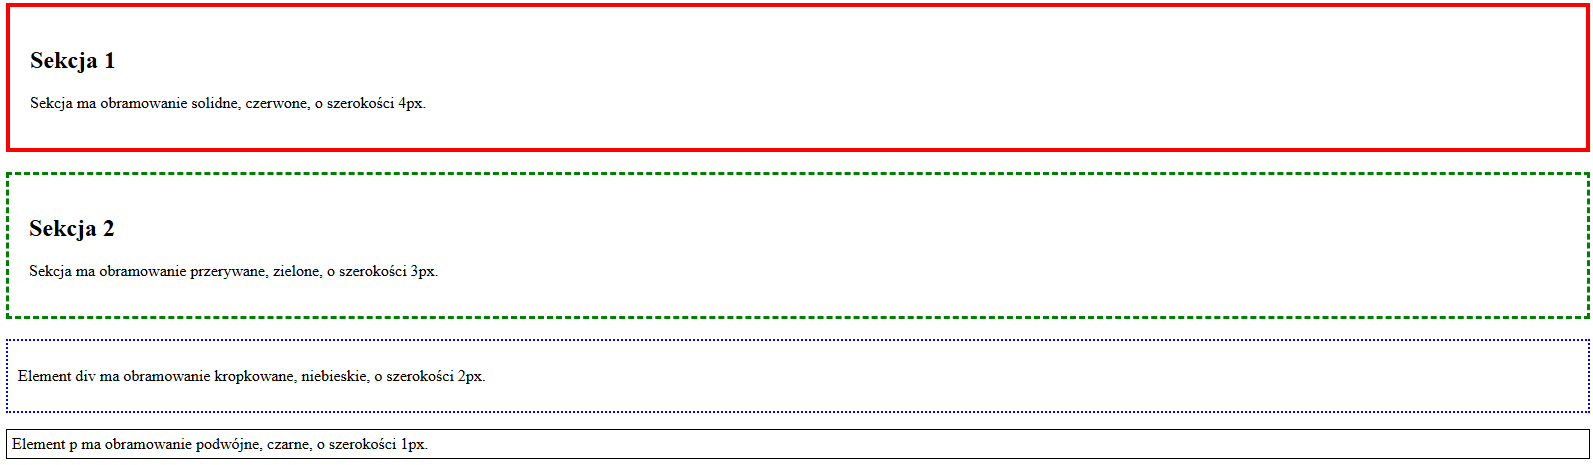 Sekcja 1
Sekcja ma obramowanie solidne, czerwone, o szerokości 4px.
Sekcja 2
Sekcja ma obramowanie przerywane, zielone, o szerokości 3px.
Element div ma obramowanie kropkowane, niebieskie, o szerokości 2px.
Element p ma obramowanie podwójne, czarne, o szerokości 1px.